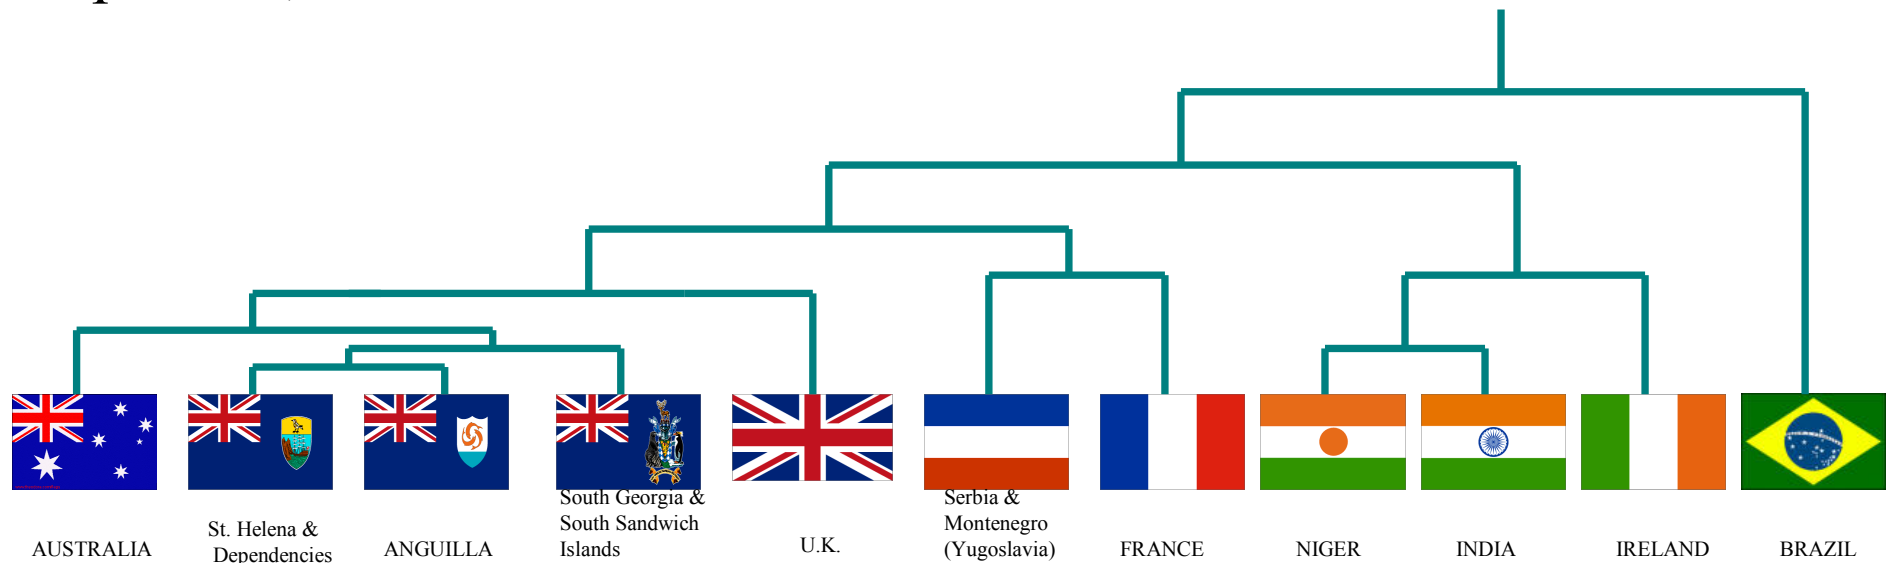 AUSTRALIA
St. Helena &
Dependencies
ANGUILLA
South Georgia &
South Sandwich
Islands
U.K.
Serbia &
Montenegro
(Yugoslavia)
FRANCE
NIGER
INDIA
IRELAND
BRAZIL